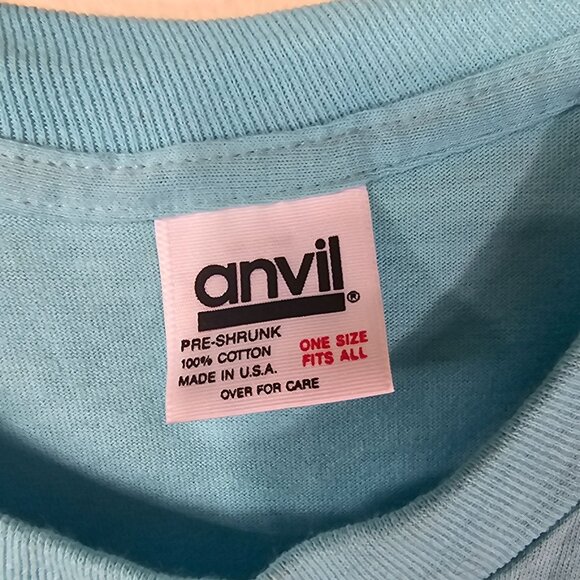 anvil®
PRE-SHRUNK
100% COTTON
MADE IN U.S.A.
ONE SIZE
FITS ALL
OVER FOR CARE